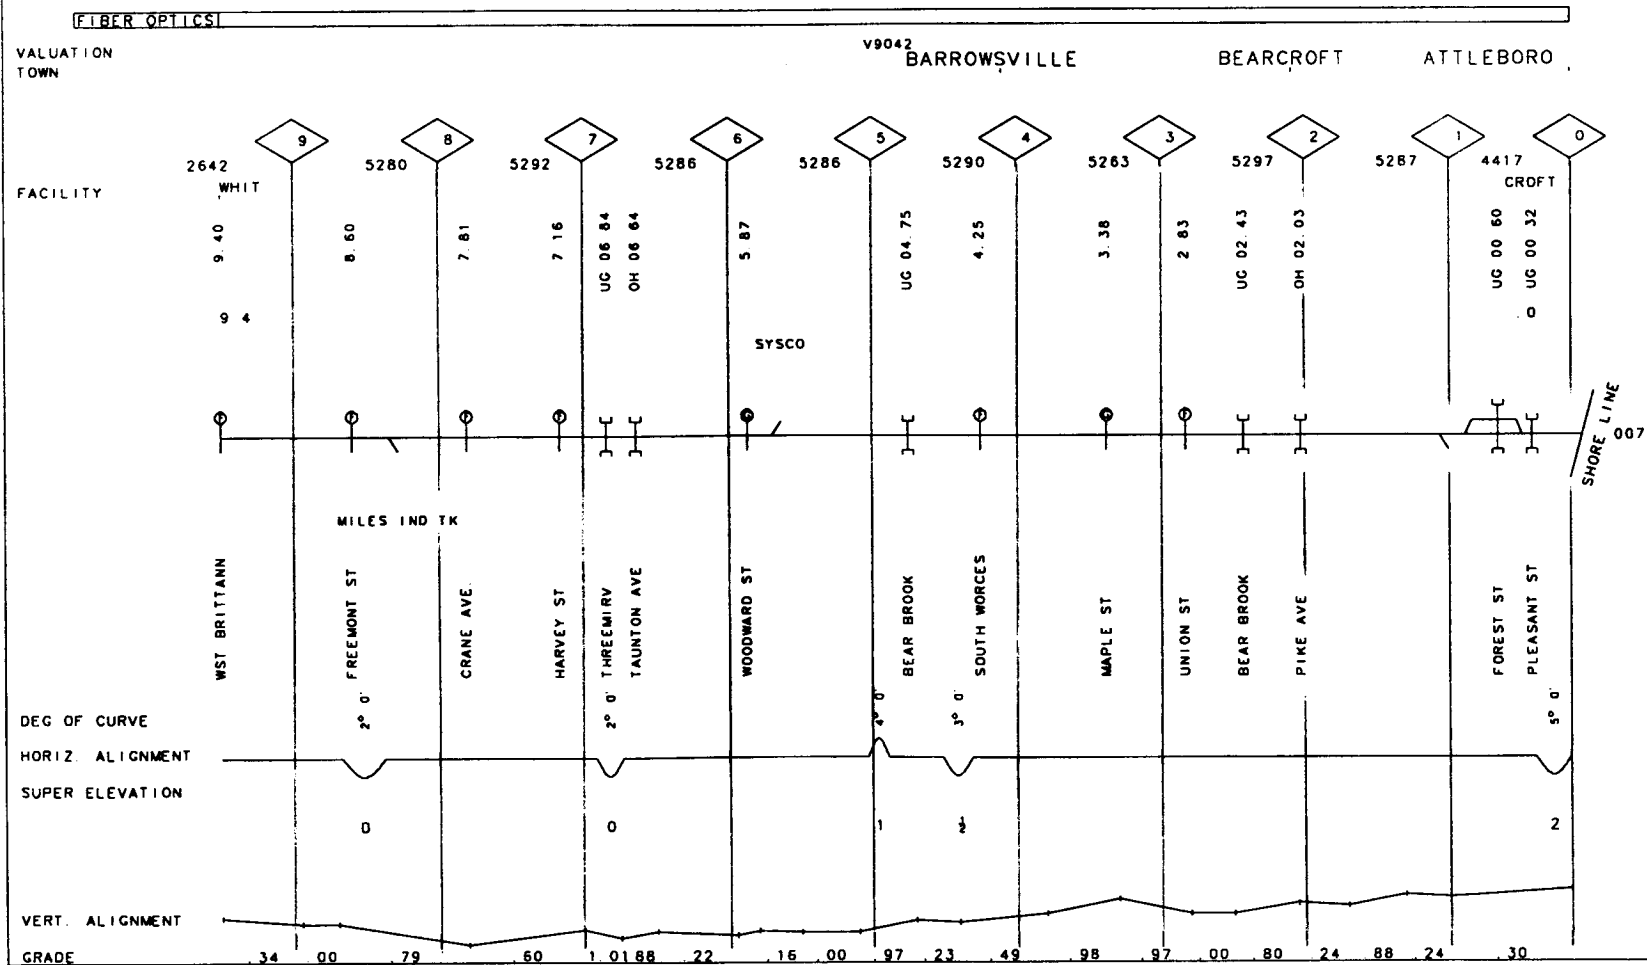 FIBER OPTICS
VALUATION V9042
TOWN BARROWSVILLE BEARCROFT ATTLEBORO
9 8 7 6 5 4 3 2 1 0
2642 5280 5292 5286 5286 5290 5263 5297 5287 4417
FACILITY WHIT CROFT
9.40 8.60 7.81 7 16 UG 06 84 OH 06 64 5 87 UG 04.75 4.25 3.38 2 83 UG 02.43 OH 02.03 UG 00 60 UG 00 32
9 4 .0
SYSCO
SHORE LINE 007
MILES IND TK
WST BRITTANN FREEMONT ST CRANE AVE. HARVEY ST THREEMIRV TAUNTON AVE WOODWARD ST BEAR BROOK SOUTH WORCES MAPLE ST UNION ST BEAR BROOK PIKE AVE FOREST ST PLEASANT ST
DEG OF CURVE 2° 0' 2° 0' 4° 0' 3° 0' 5° 0'
HORIZ. ALIGNMENT
SUPER ELEVATION
0 0 1 ½ 2
VERT. ALIGNMENT
GRADE .34 .00 .79 .60 1.01 88 .22 .16 .00 .97 .23 .49 .98 .97 .00 .80 .24 .88 .24 .30